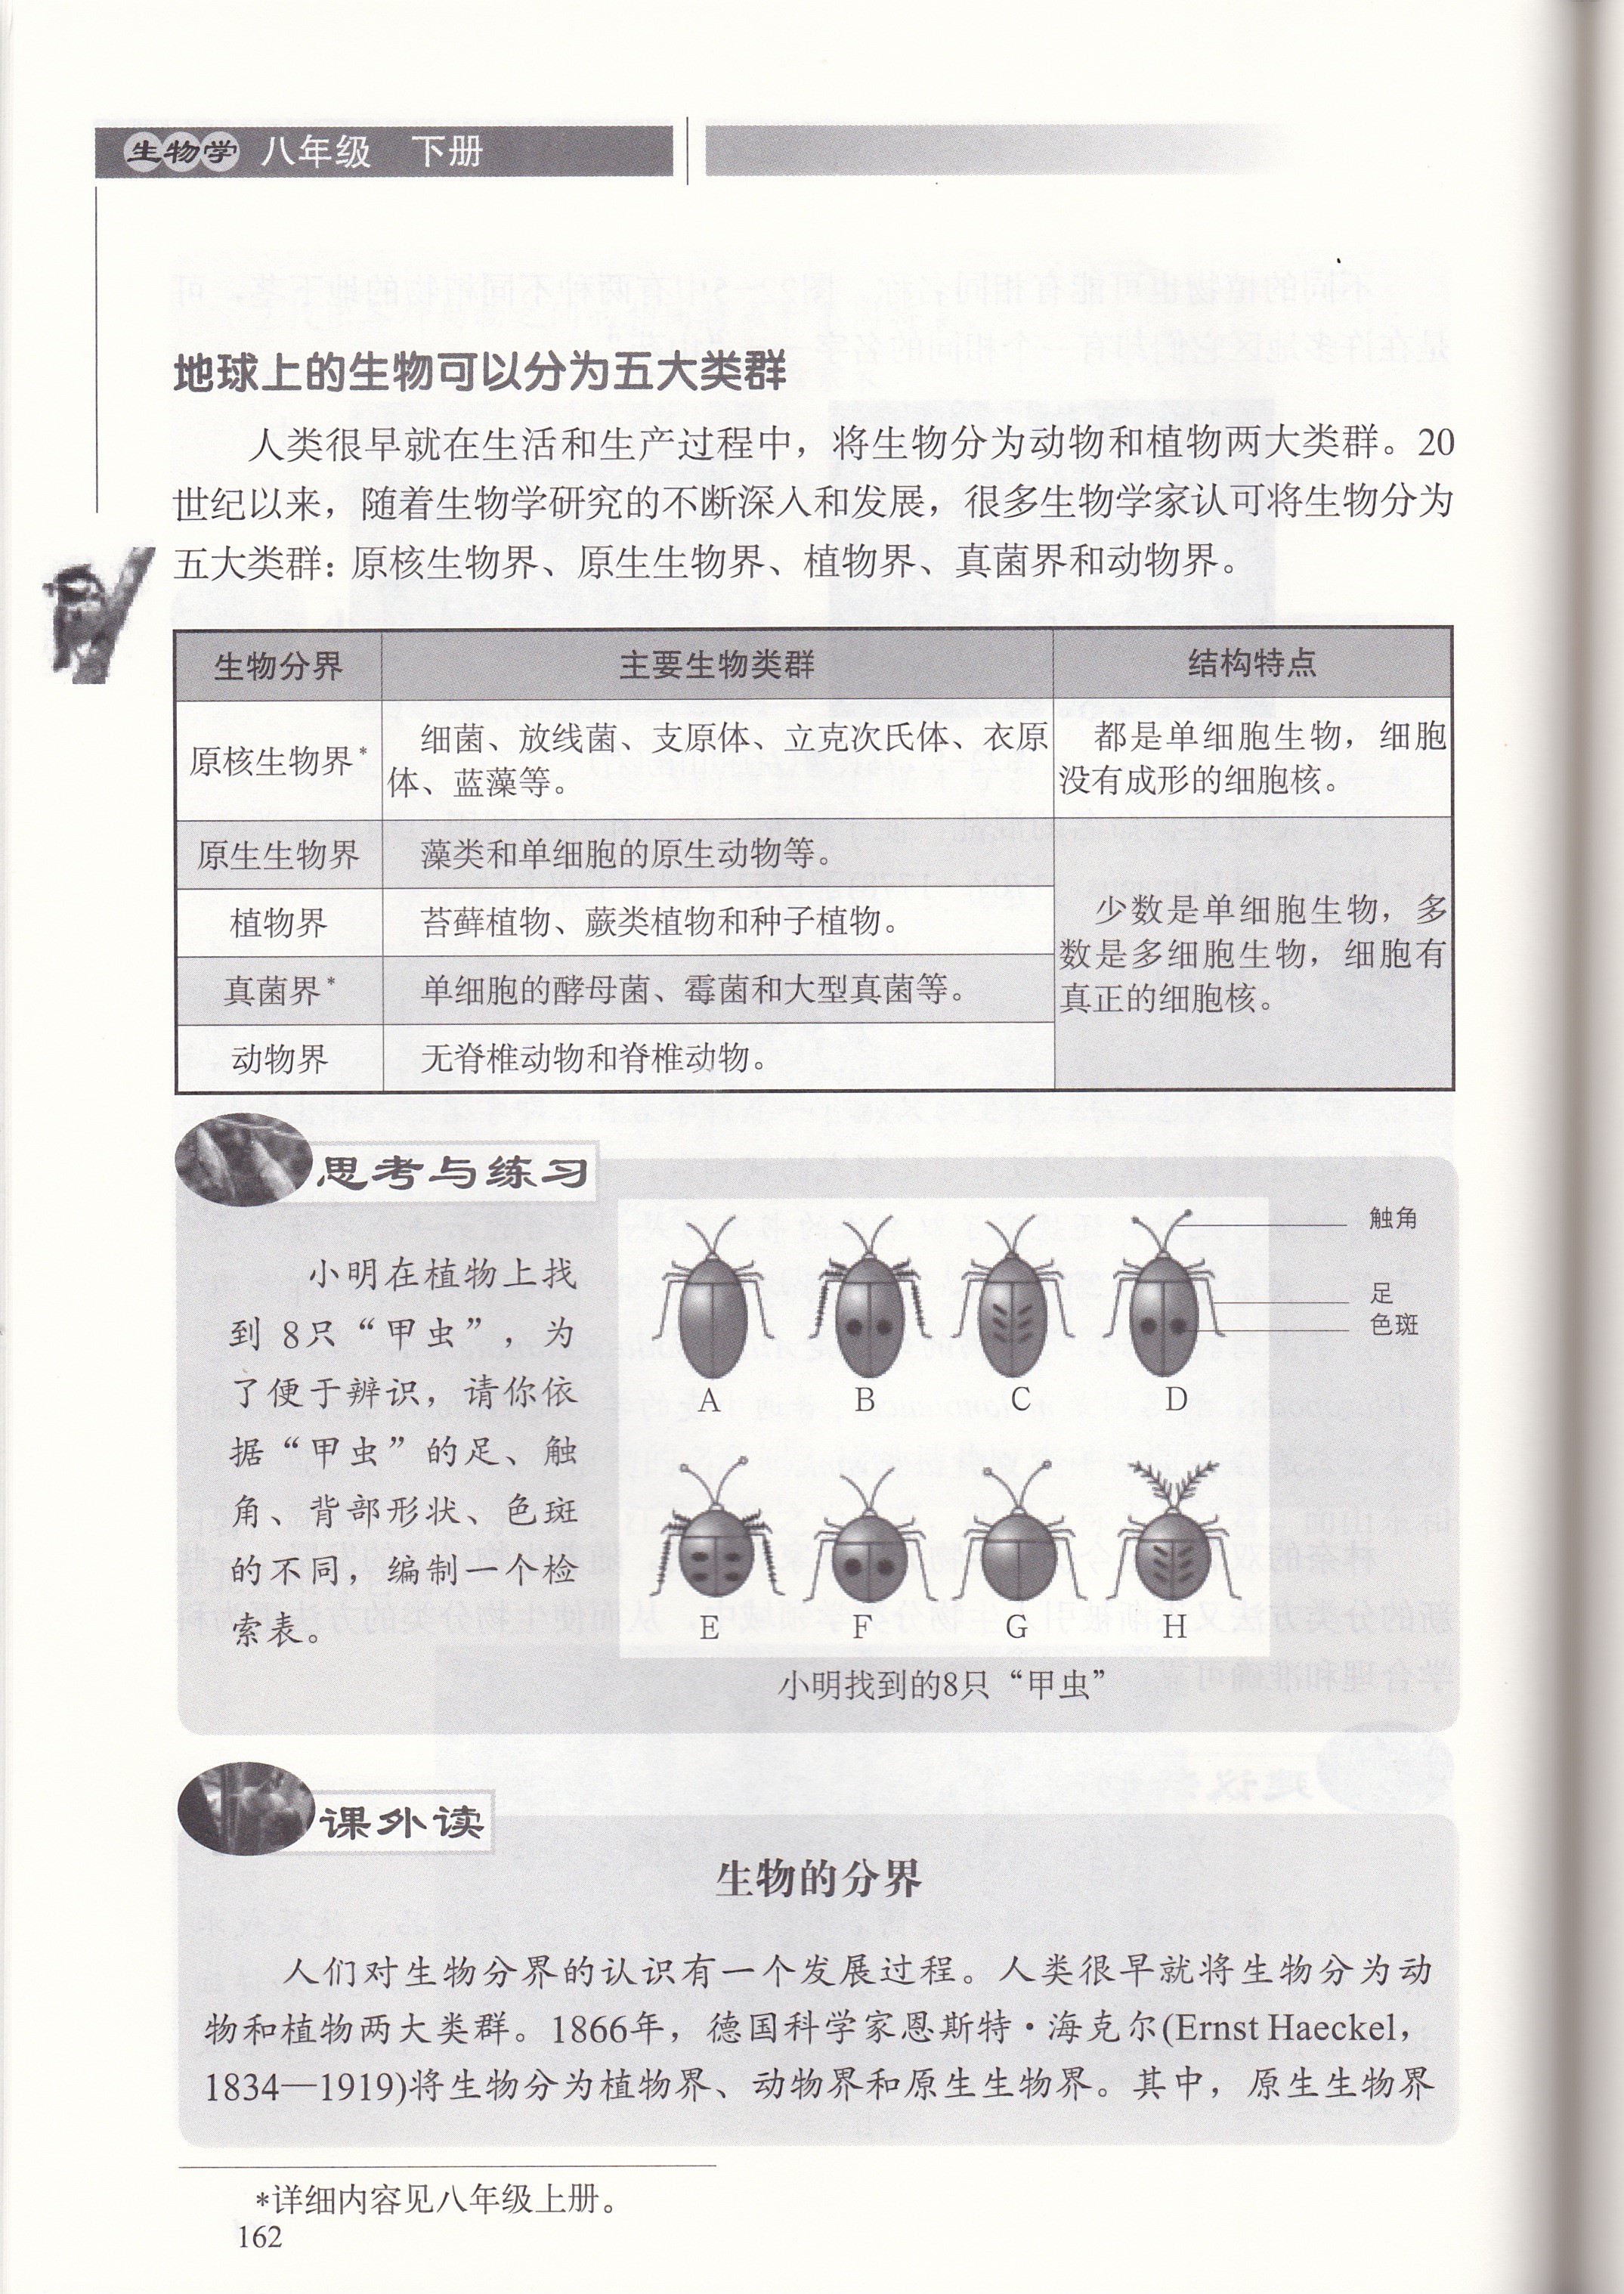 生物学 八年级 下册
地球上的生物可以分为五大类群
人类很早就在生活和生产过程中，将生物分为动物和植物两大类群。20
世纪以来，随着生物学研究的不断深入和发展，很多生物学家认可将生物分为
五大类群：原核生物界、原生生物界、植物界、真菌界和动物界。
生物分界 主要生物类群 结构特点
原核生物界* 细菌、放线菌、支原体、立克次氏体、衣原
体、蓝藻等。
都是单细胞生物，细胞
没有成形的细胞核。
原生生物界 藻类和单细胞的原生动物等。
植物界 苔藓植物、蕨类植物和种子植物。
真菌界* 单细胞的酵母菌、霉菌和大型真菌等。
动物界 无脊椎动物和脊椎动物。
少数是单细胞生物，多
数是多细胞生物，细胞有
真正的细胞核。
思考与练习
小明在植物上找
到 8只“甲虫”，为
了便于辨识，请你依
据“甲虫”的足、触
角、背部形状、色斑
的不同，编制一个检
索表。
触角
足
色斑
A B C D
E F G H
小明找到的8只“甲虫”
课外读
生物的分界
人们对生物分界的认识有一个发展过程。人类很早就将生物分为动
物和植物两大类群。1866年，德国科学家恩斯特·海克尔(Ernst Haeckel，
1834—1919)将生物分为植物界、动物界和原生生物界。其中，原生生物界
*详细内容见八年级上册。
162